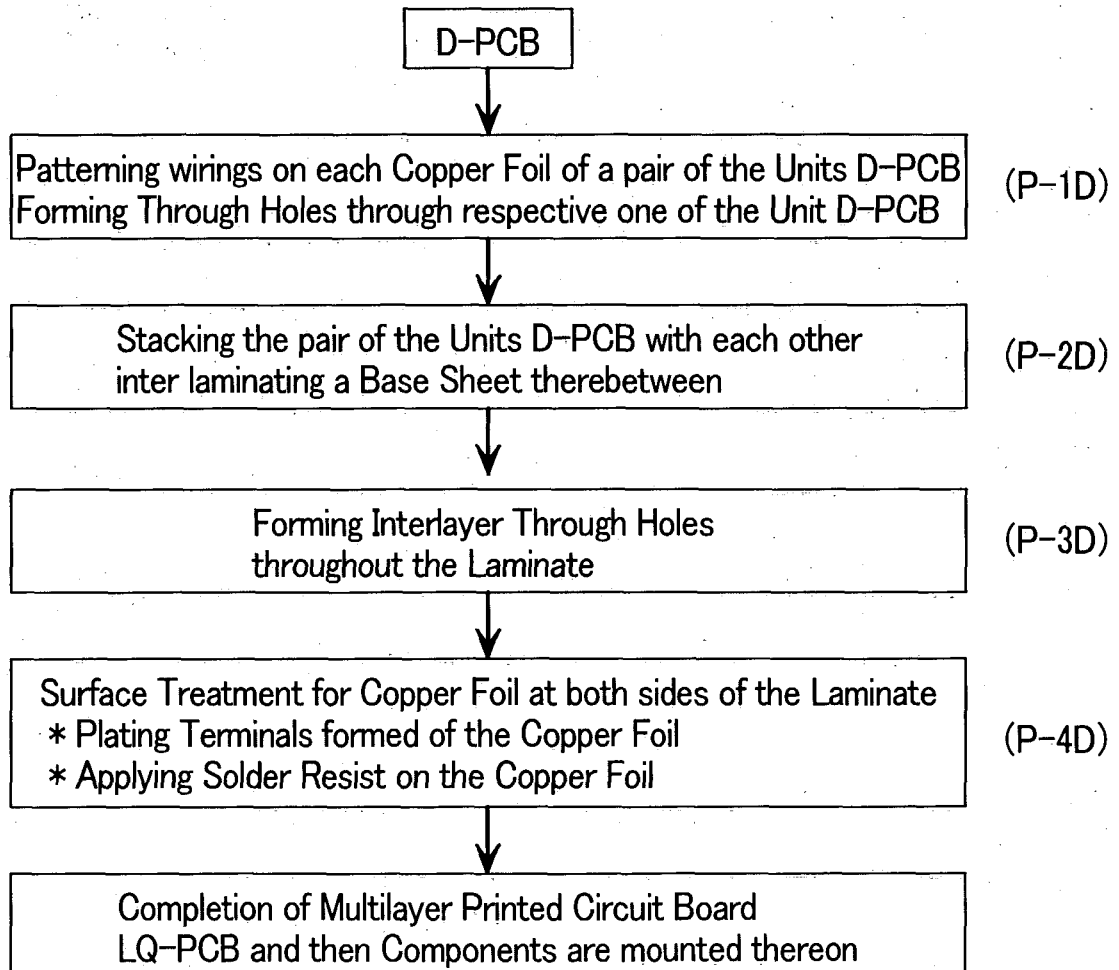 D-PCB
Patterning wirings on each Copper Foil of a pair of the Units D-PCB
Forming Through Holes through respective one of the Unit D-PCB
(P-1D)
Stacking the pair of the Units D-PCB with each other
inter laminating a Base Sheet therebetween
(P-2D)
Forming Interlayer Through Holes
throughout the Laminate
(P-3D)
Surface Treatment for Copper Foil at both sides of the Laminate
* Plating Terminals formed of the Copper Foil
* Applying Solder Resist on the Copper Foil
(P-4D)
Completion of Multilayer Printed Circuit Board
LQ-PCB and then Components are mounted thereon